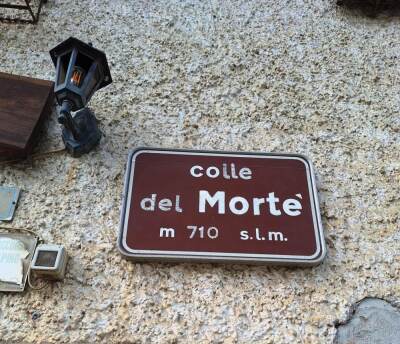 colle
del Mortè
m 710 s.l.m.